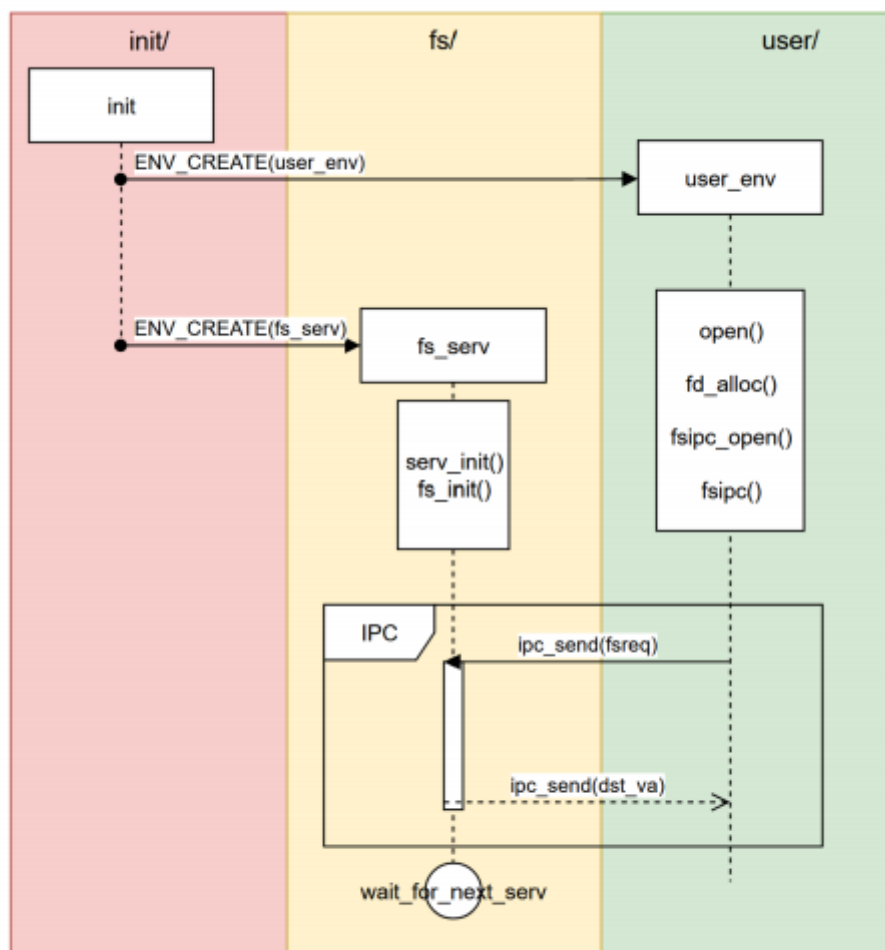 init/
fs/
user/
init
ENV_CREATE(user_env)
user_env
ENV_CREATE(fs_serv)
fs_serv
open()
fd_alloc()
fsipc_open()
fsipc()
serv_init()
fs_init()
IPC
ipc_send(fsreq)
ipc_send(dst_va)
wait_for_next_serv